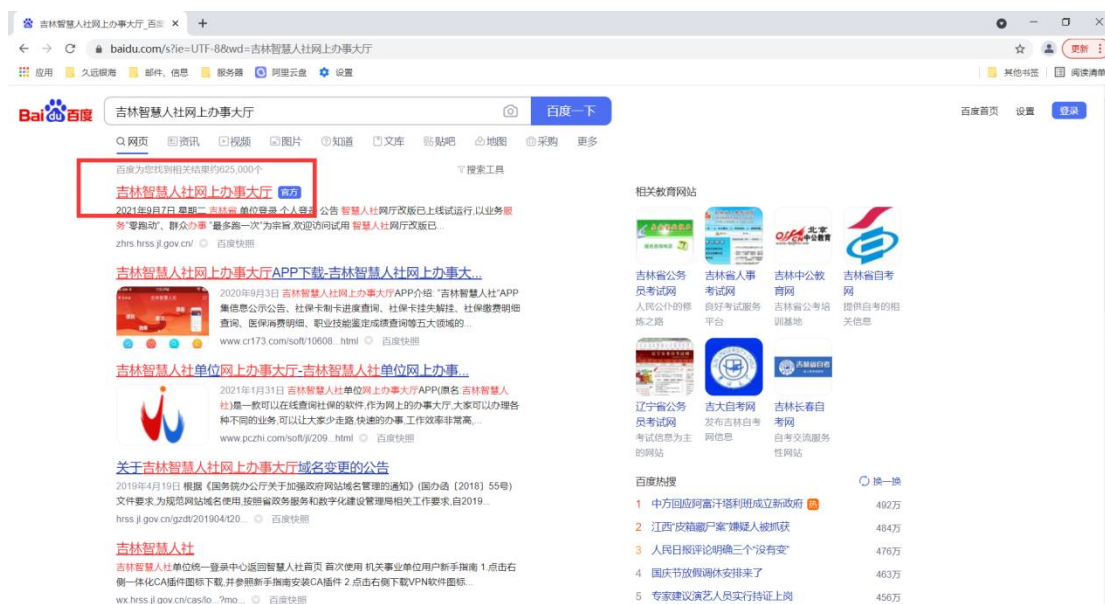 吉林智慧人社网上办事大厅_百
baidu.com/s?ie=UTF-8&wd=吉林智慧人社网上办事大厅
更新
应用 久远银海 邮件、信息 服务器 阿里云盘 设置 其他书签 阅读清单
Bai百度 吉林智慧人社网上办事大厅 百度一下 百度首页 设置 登录
网页 资讯 视频 图片 知道 文库 贴吧 地图 采购 更多
百度为您找到相关结果约625,000个 搜索工具
吉林智慧人社网上办事大厅 官方
2021年9月7日 星期二 吉林省 单位登录 个人登录 公告 智慧人社网厅改版已上线试运行,以业务服
务“零跑动”、群众办事“最多跑一次”为宗旨,欢迎访问试用 智慧人社网厅改版已...
zhrs.hrss.jl.gov.cn/ 百度快照
吉林智慧人社网上办事大厅APP下载-吉林智慧人社网上办事大...
2020年9月3日 吉林智慧人社网上办事大厅APP介绍: “吉林智慧人社”APP
集信息公示公告、社保卡制卡进度查询、社保卡挂失解挂、社保缴费明细
查询、医保消费明细、职业技能鉴定成绩查询等五大领域的...
www.cr173.com/soft/10608...html 百度快照
吉林智慧人社单位网上办事大厅-吉林智慧人社单位网上办事...
2021年1月31日 吉林智慧人社单位网上办事大厅APP(原名:吉林智慧人
社)是一款可以在线查询社保的软件,作为网上的办事大厅,大家可以办理各
种不同的业务,可以让大家少走路,快速的办事,工作效率非常高,...
www.pczhi.com/soft/jl/209...html 百度快照
关于吉林智慧人社网上办事大厅域名变更的公告
2019年4月19日 根据《国务院办公厅关于加强政府网站域名管理的通知》(国办函〔2018〕55号)
文件要求,为规范网站域名使用,按照省政务服务和数字化建设管理局相关工作要求,自2019...
hrss.jl.gov.cn/gzdt/201904/t20... 百度快照
吉林智慧人社
吉林智慧人社单位统一登录中心返回智慧人社首页 首次使用 机关事业单位用户新手指南 1.点击右
侧一体化CA插件图标下载,并参照新手指南安装CA插件 2.点击右侧下载VPN软件图标...
wx.hrss.jl.gov.cn/cas/lo...?mo... 百度快照
相关教育网站
北京
offcn中公教育
吉林省公务 吉林省人事 吉林中公教 吉林省自考
员考试网 考试网 育网 网
人民公仆的修 良好考试服务 吉林省公考培 提供自考的相
炼之路 平台 训基地 关信息
吉林省自考
辽宁省公务 吉大自考网 吉林长春自
员考试网 发布吉林自考 考网
考试信息为主 网信息 自考交流服务
的网站 性网站
百度热搜 换一换
1 中方回应阿富汗塔利班成立新政府 热 492万
2 江西“皮箱藏尸案”嫌疑人被抓获 484万
3 人民日报评论明确三个“没有变” 476万
4 国庆节放假调休安排来了 463万
5 专家建议演艺人员实行持证上岗 456万